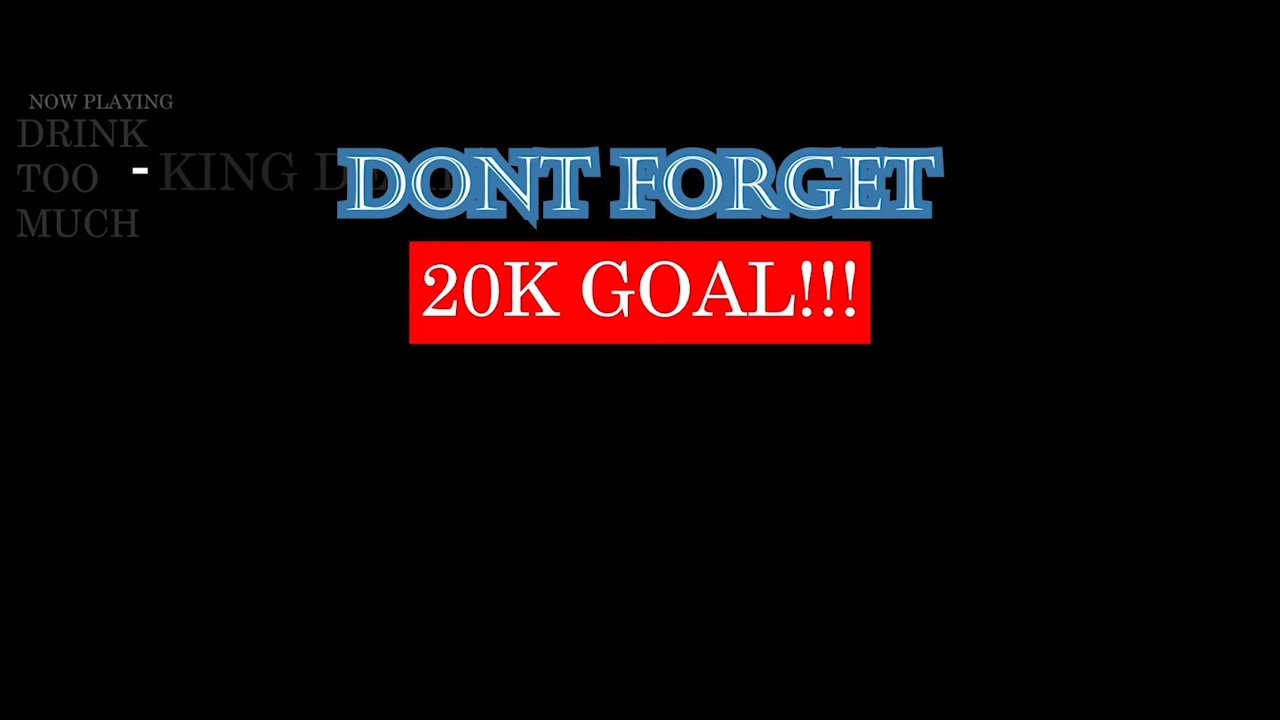 NOW PLAYING
DRINK
TOO
MUCH
- KING
DONT FORGET
20K GOAL!!!